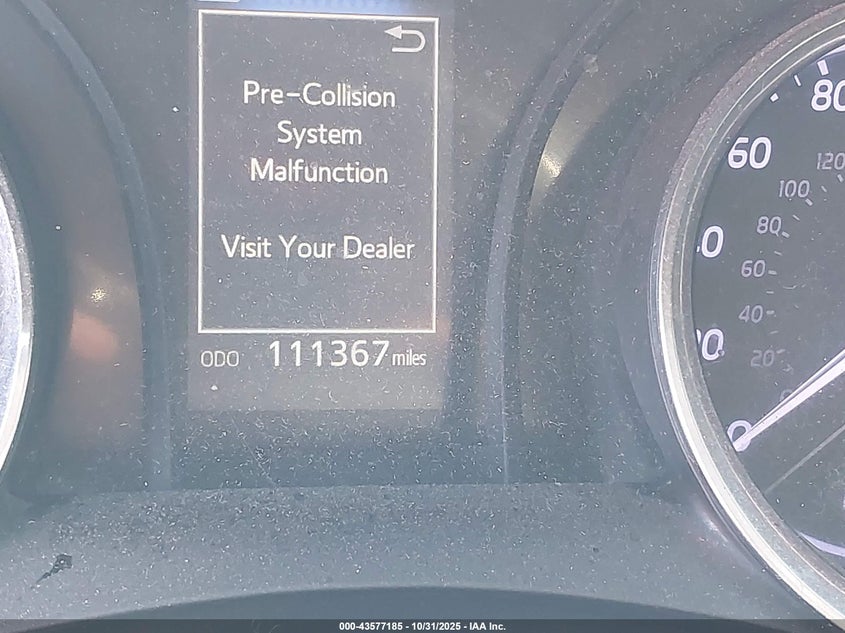 Pre-Collision
System
Malfunction
Visit Your Dealer
ODO 111367 miles
80
60
120
100
80
60
40
20
0
000-43577185 - 10/31/2025 - IAA Inc.